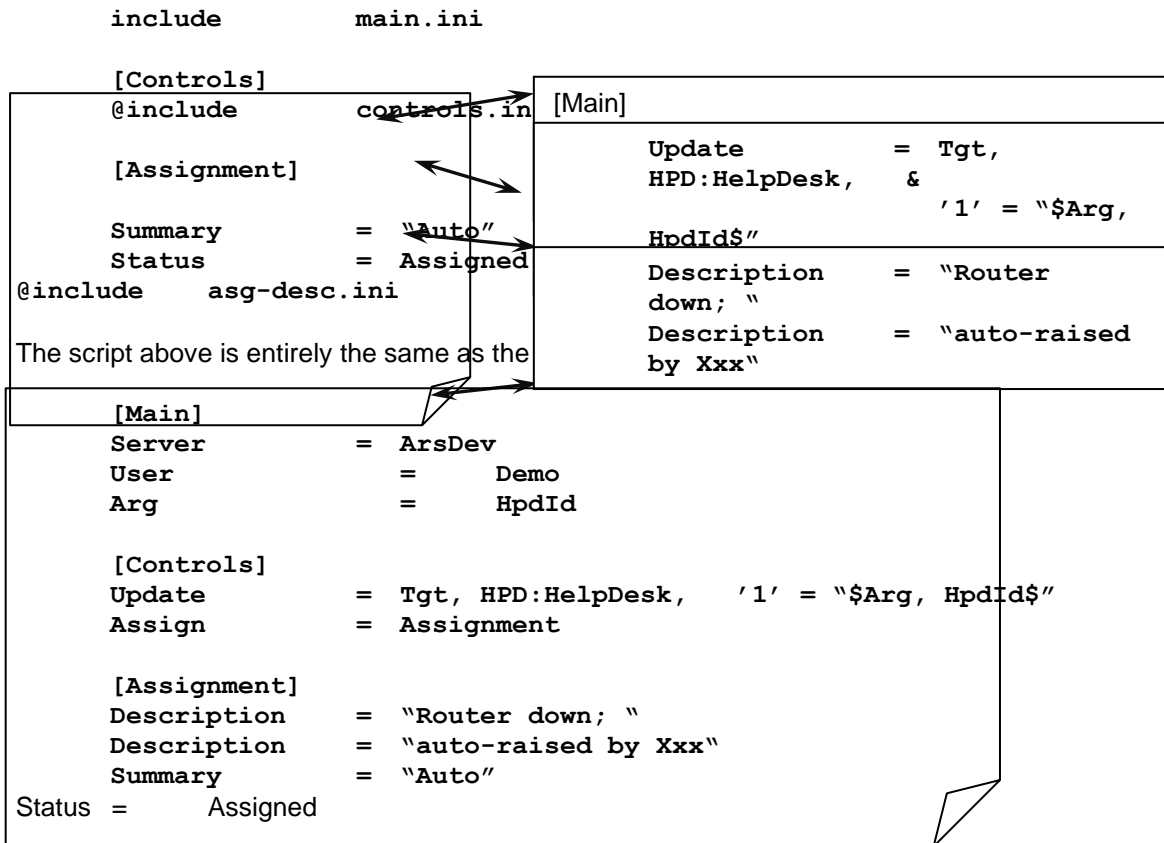 include main.ini
[Controls]
@include controls.in
[Assignment]
Summary = “Auto”
Status = Assigned
@include asg-desc.ini
The script above is entirely the same as the
[Main]
Update = Tgt,
HPD:HelpDesk, &
’1’ = “$Arg,
HpdId$”
Description = “Router
down; “
Description = “auto-raised
by Xxx“
[Main]
Server = ArsDev
User = Demo
Arg = HpdId
[Controls]
Update = Tgt, HPD:HelpDesk, ’1’ = “$Arg, HpdId$”
Assign = Assignment
[Assignment]
Description = “Router down; “
Description = “auto-raised by Xxx“
Summary = “Auto”
Status = Assigned